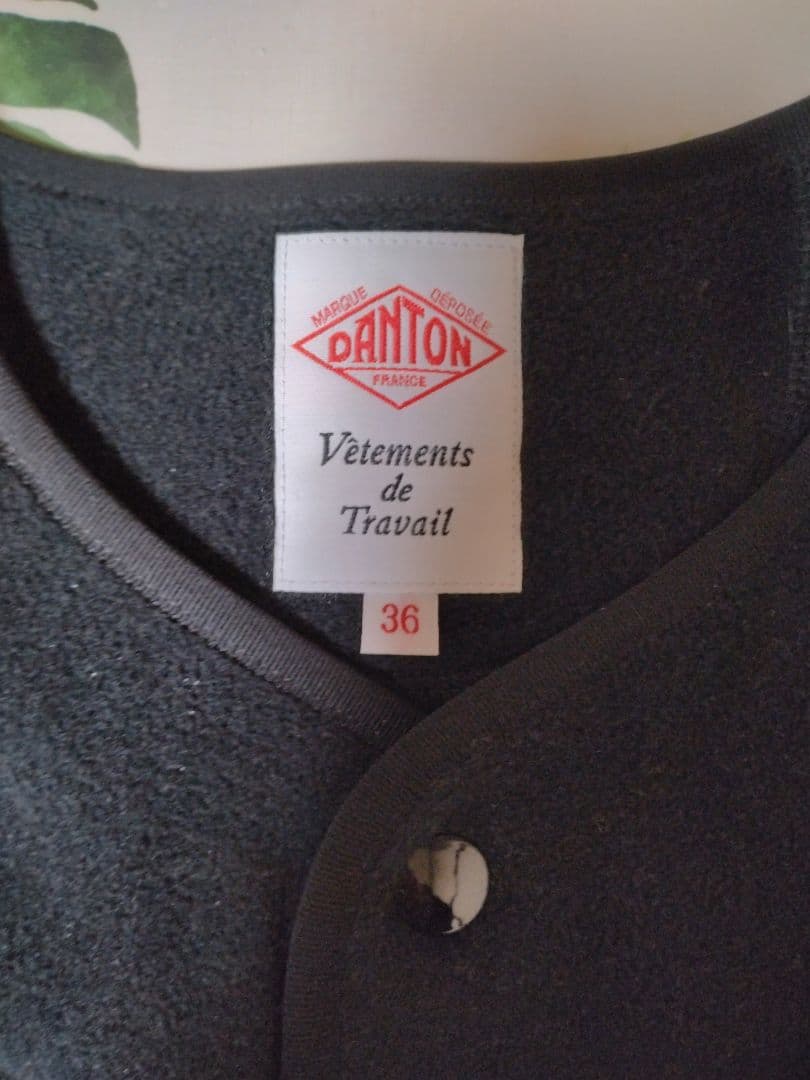 MARQUE DÉPOSÉE
DANTON
FRANCE
Vêtements
de
Travail
36